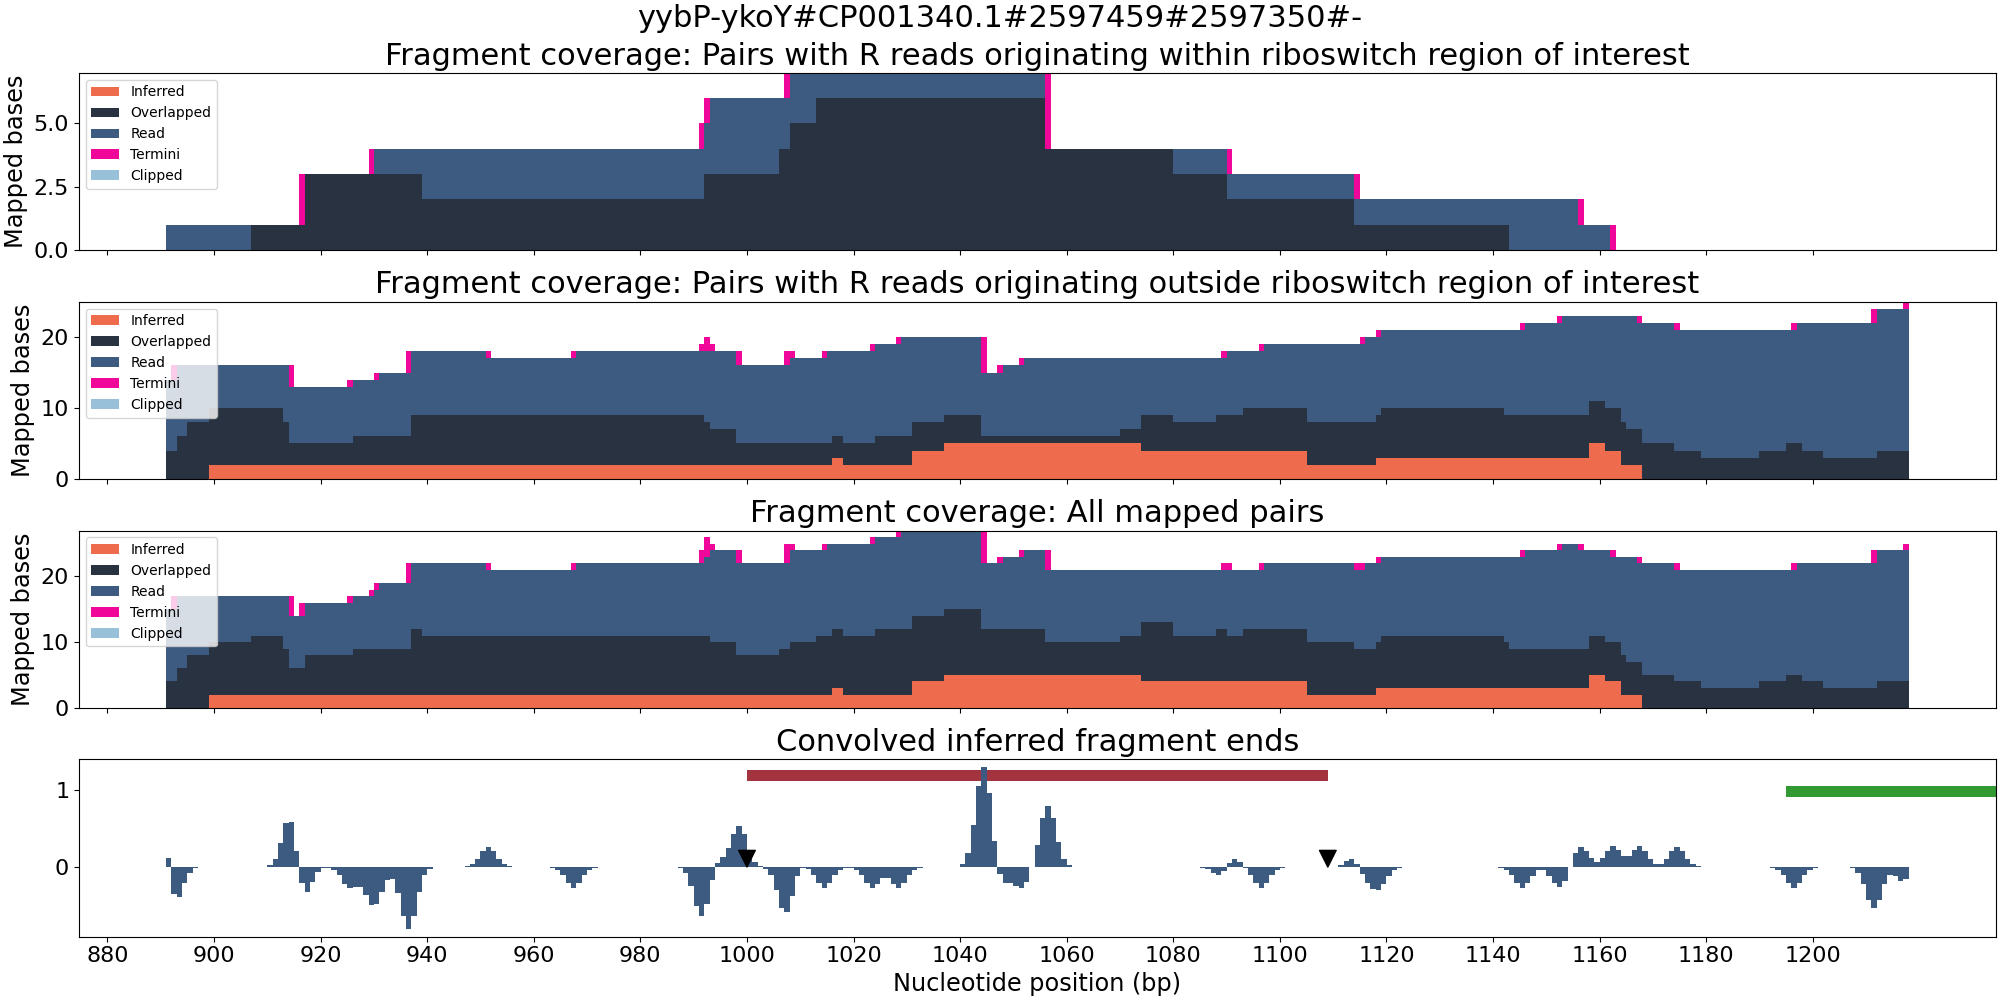 yybP-ykoY#CP001340.1#2597459#2597350#-
Fragment coverage: Pairs with R reads originating within riboswitch region of interest
Mapped bases
5.0
2.5
0.0
Inferred
Overlapped
Read
Termini
Clipped
Fragment coverage: Pairs with R reads originating outside riboswitch region of interest
Mapped bases
20
10
0
Inferred
Overlapped
Read
Termini
Clipped
Fragment coverage: All mapped pairs
Mapped bases
20
10
0
Inferred
Overlapped
Read
Termini
Clipped
Convolved inferred fragment ends
1
0
880 900 920 940 960 980 1000 1020 1040 1060 1080 1100 1120 1140 1160 1180 1200
Nucleotide position (bp)